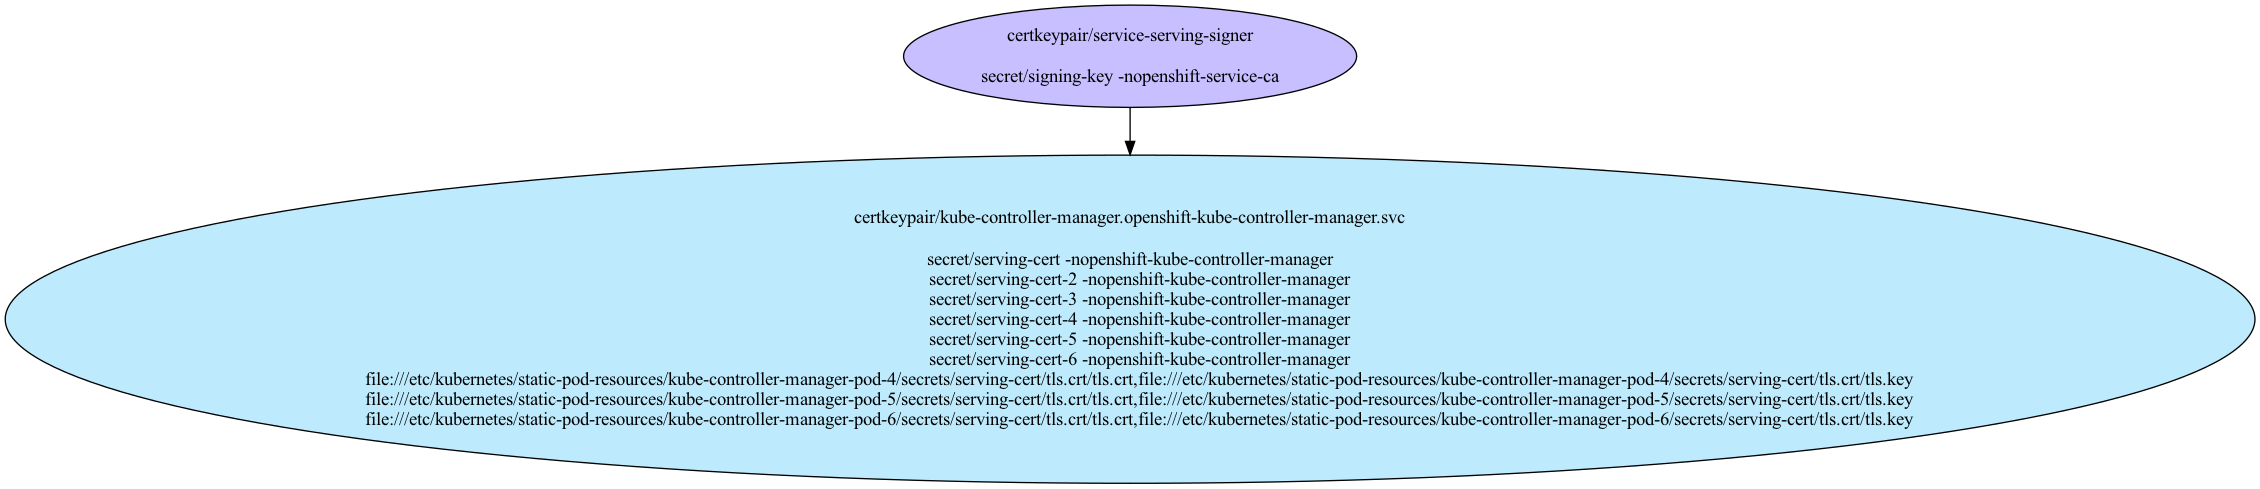 certkeypair/service-serving-signer
secret/signing-key -nopenshift-service-ca
certkeypair/kube-controller-manager.openshift-kube-controller-manager.svc
secret/serving-cert -nopenshift-kube-controller-manager
secret/serving-cert-2 -nopenshift-kube-controller-manager
secret/serving-cert-3 -nopenshift-kube-controller-manager
secret/serving-cert-4 -nopenshift-kube-controller-manager
secret/serving-cert-5 -nopenshift-kube-controller-manager
secret/serving-cert-6 -nopenshift-kube-controller-manager
file:///etc/kubernetes/static-pod-resources/kube-controller-manager-pod-4/secrets/serving-cert/tls.crt/tls.crt,file:///etc/kubernetes/static-pod-resources/kube-controller-manager-pod-4/secrets/serving-cert/tls.crt/tls.key
file:///etc/kubernetes/static-pod-resources/kube-controller-manager-pod-5/secrets/serving-cert/tls.crt/tls.crt,file:///etc/kubernetes/static-pod-resources/kube-controller-manager-pod-5/secrets/serving-cert/tls.crt/tls.key
file:///etc/kubernetes/static-pod-resources/kube-controller-manager-pod-6/secrets/serving-cert/tls.crt/tls.crt,file:///etc/kubernetes/static-pod-resources/kube-controller-manager-pod-6/secrets/serving-cert/tls.crt/tls.key